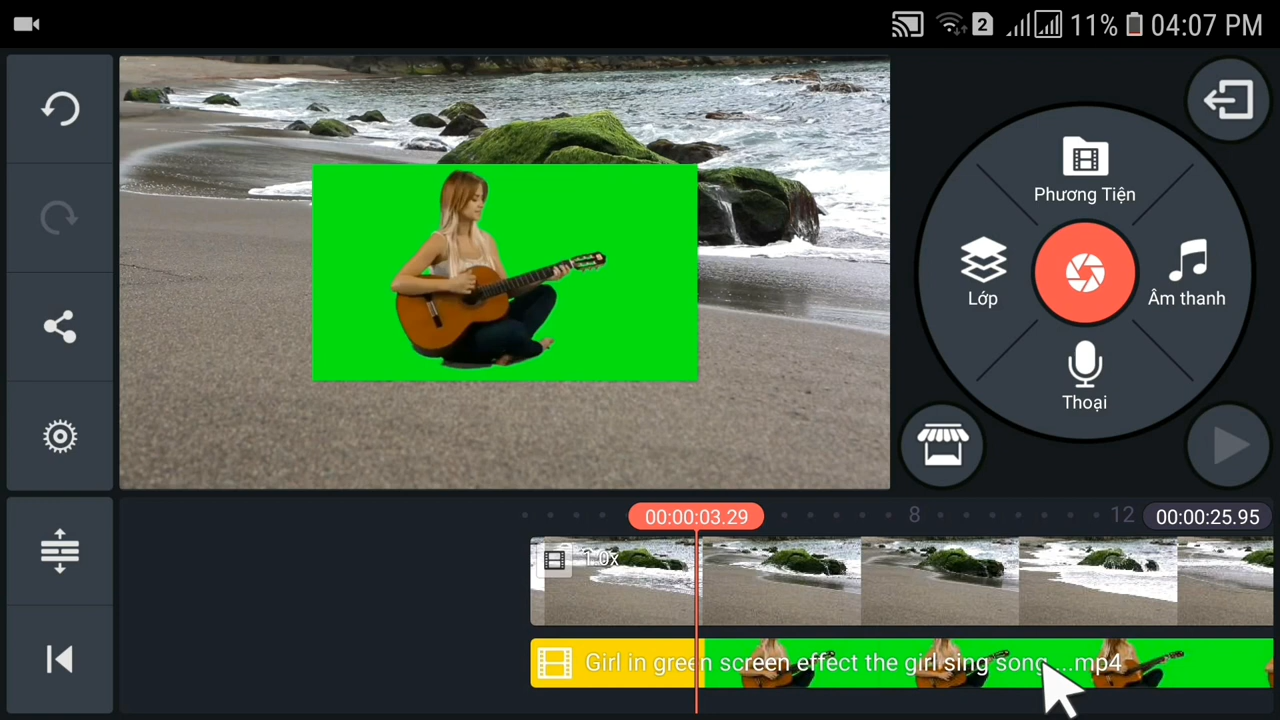 2 11% 04:07 PM
Phương Tiện
Lớp
Âm thanh
Thoại
00:00:03.29 8 12 00:00:25.95
1.0x
Girl in green screen effect the girl sing song ...mp4